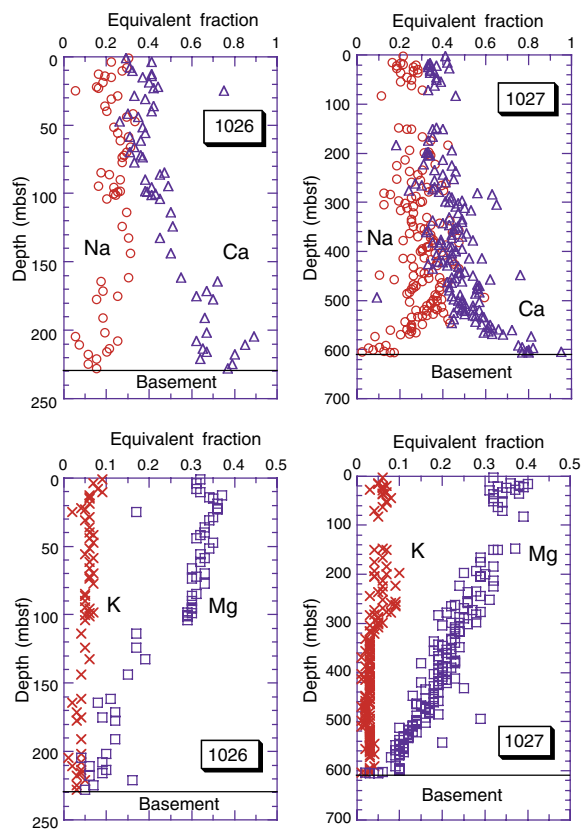 Equivalent fraction
0 0.2 0.4 0.6 0.8 1
0
50
100
150
200
250
Depth (mbsf)
1026
Na
Ca
Basement
Equivalent fraction
0 0.2 0.4 0.6 0.8 1
0
100
200
300
400
500
600
700
Depth (mbsf)
1027
Na
Ca
Basement
Equivalent fraction
0 0.1 0.2 0.3 0.4 0.5
0
50
100
150
200
250
Depth (mbsf)
K
Mg
1026
Basement
Equivalent fraction
0 0.1 0.2 0.3 0.4 0.5
0
100
200
300
400
500
600
700
Depth (mbsf)
K
Mg
1027
Basement